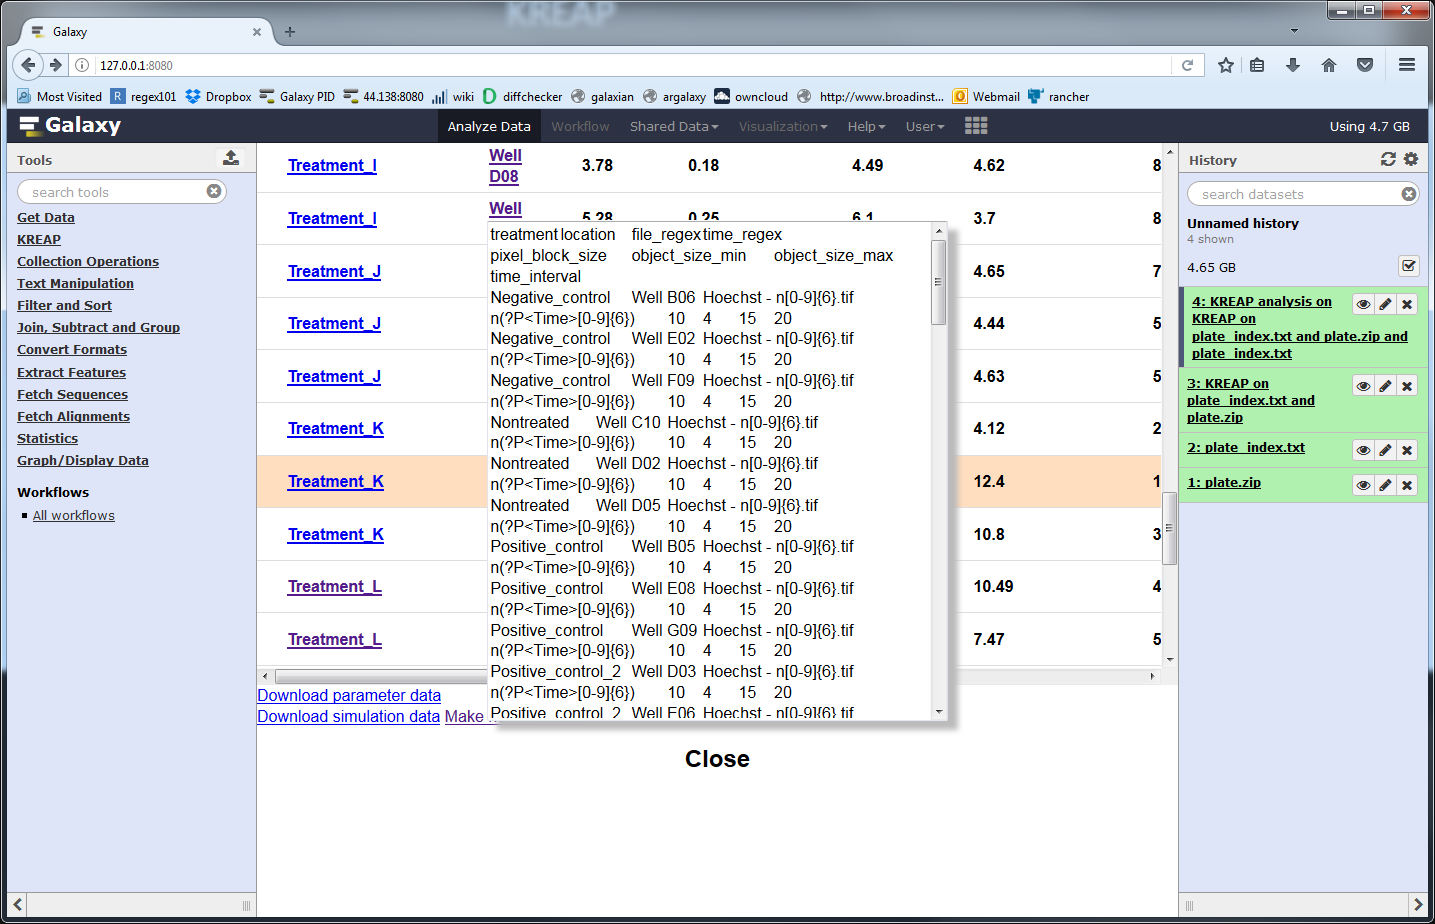 KREAP
Galaxy
127.0.0.1:8080
Most Visited regex101 Dropbox Galaxy PID 44.138:8080 wiki diffchecker galaxian argalaxy owncloud http://www.broadinst... Webmail rancher
Galaxy Analyze Data Workflow Shared Data Visualization Help User Using 4.7 GB
Tools
search tools
Get Data
KREAP
Collection Operations
Text Manipulation
Filter and Sort
Join, Subtract and Group
Convert Formats
Extract Features
Fetch Sequences
Fetch Alignments
Statistics
Graph/Display Data
Workflows
All workflows
Treatment_I Well D08 3.78 0.18 4.49 4.62 8
Treatment_I Well 5.28 0.25 6.1 3.7 8
Treatment_J 4.65 7
Treatment_J 4.44 5
Treatment_J 4.63 5
Treatment_K 4.12 2
Treatment_K 12.4 1
Treatment_K 10.8 3
Treatment_L 10.49 4
Treatment_L 7.47 5
treatment location file_regex time_regex
pixel_block_size object_size_min object_size_max
time_interval
Negative_control Well B06 Hoechst - n[0-9]{6}.tif
n(?P<Time>[0-9]{6}) 10 4 15 20
Negative_control Well E02 Hoechst - n[0-9]{6}.tif
n(?P<Time>[0-9]{6}) 10 4 15 20
Negative_control Well F09 Hoechst - n[0-9]{6}.tif
n(?P<Time>[0-9]{6}) 10 4 15 20
Nontreated Well C10 Hoechst - n[0-9]{6}.tif
n(?P<Time>[0-9]{6}) 10 4 15 20
Nontreated Well D02 Hoechst - n[0-9]{6}.tif
n(?P<Time>[0-9]{6}) 10 4 15 20
Nontreated Well D05 Hoechst - n[0-9]{6}.tif
n(?P<Time>[0-9]{6}) 10 4 15 20
Positive_control Well B05 Hoechst - n[0-9]{6}.tif
n(?P<Time>[0-9]{6}) 10 4 15 20
Positive_control Well E08 Hoechst - n[0-9]{6}.tif
n(?P<Time>[0-9]{6}) 10 4 15 20
Positive_control Well G09 Hoechst - n[0-9]{6}.tif
n(?P<Time>[0-9]{6}) 10 4 15 20
Positive_control_2 Well D03 Hoechst - n[0-9]{6}.tif
n(?P<Time>[0-9]{6}) 10 4 15 20
Positive_control_2 Well E06 Hoechst - n[0-9]{6}.tif
Download parameter data
Download simulation data Make
Close
History
search datasets
Unnamed history
4 shown
4.65 GB
4: KREAP analysis on
KREAP on
plate_index.txt and plate.zip and
plate_index.txt
3: KREAP on
plate_index.txt and
plate.zip
2: plate_index.txt
1: plate.zip